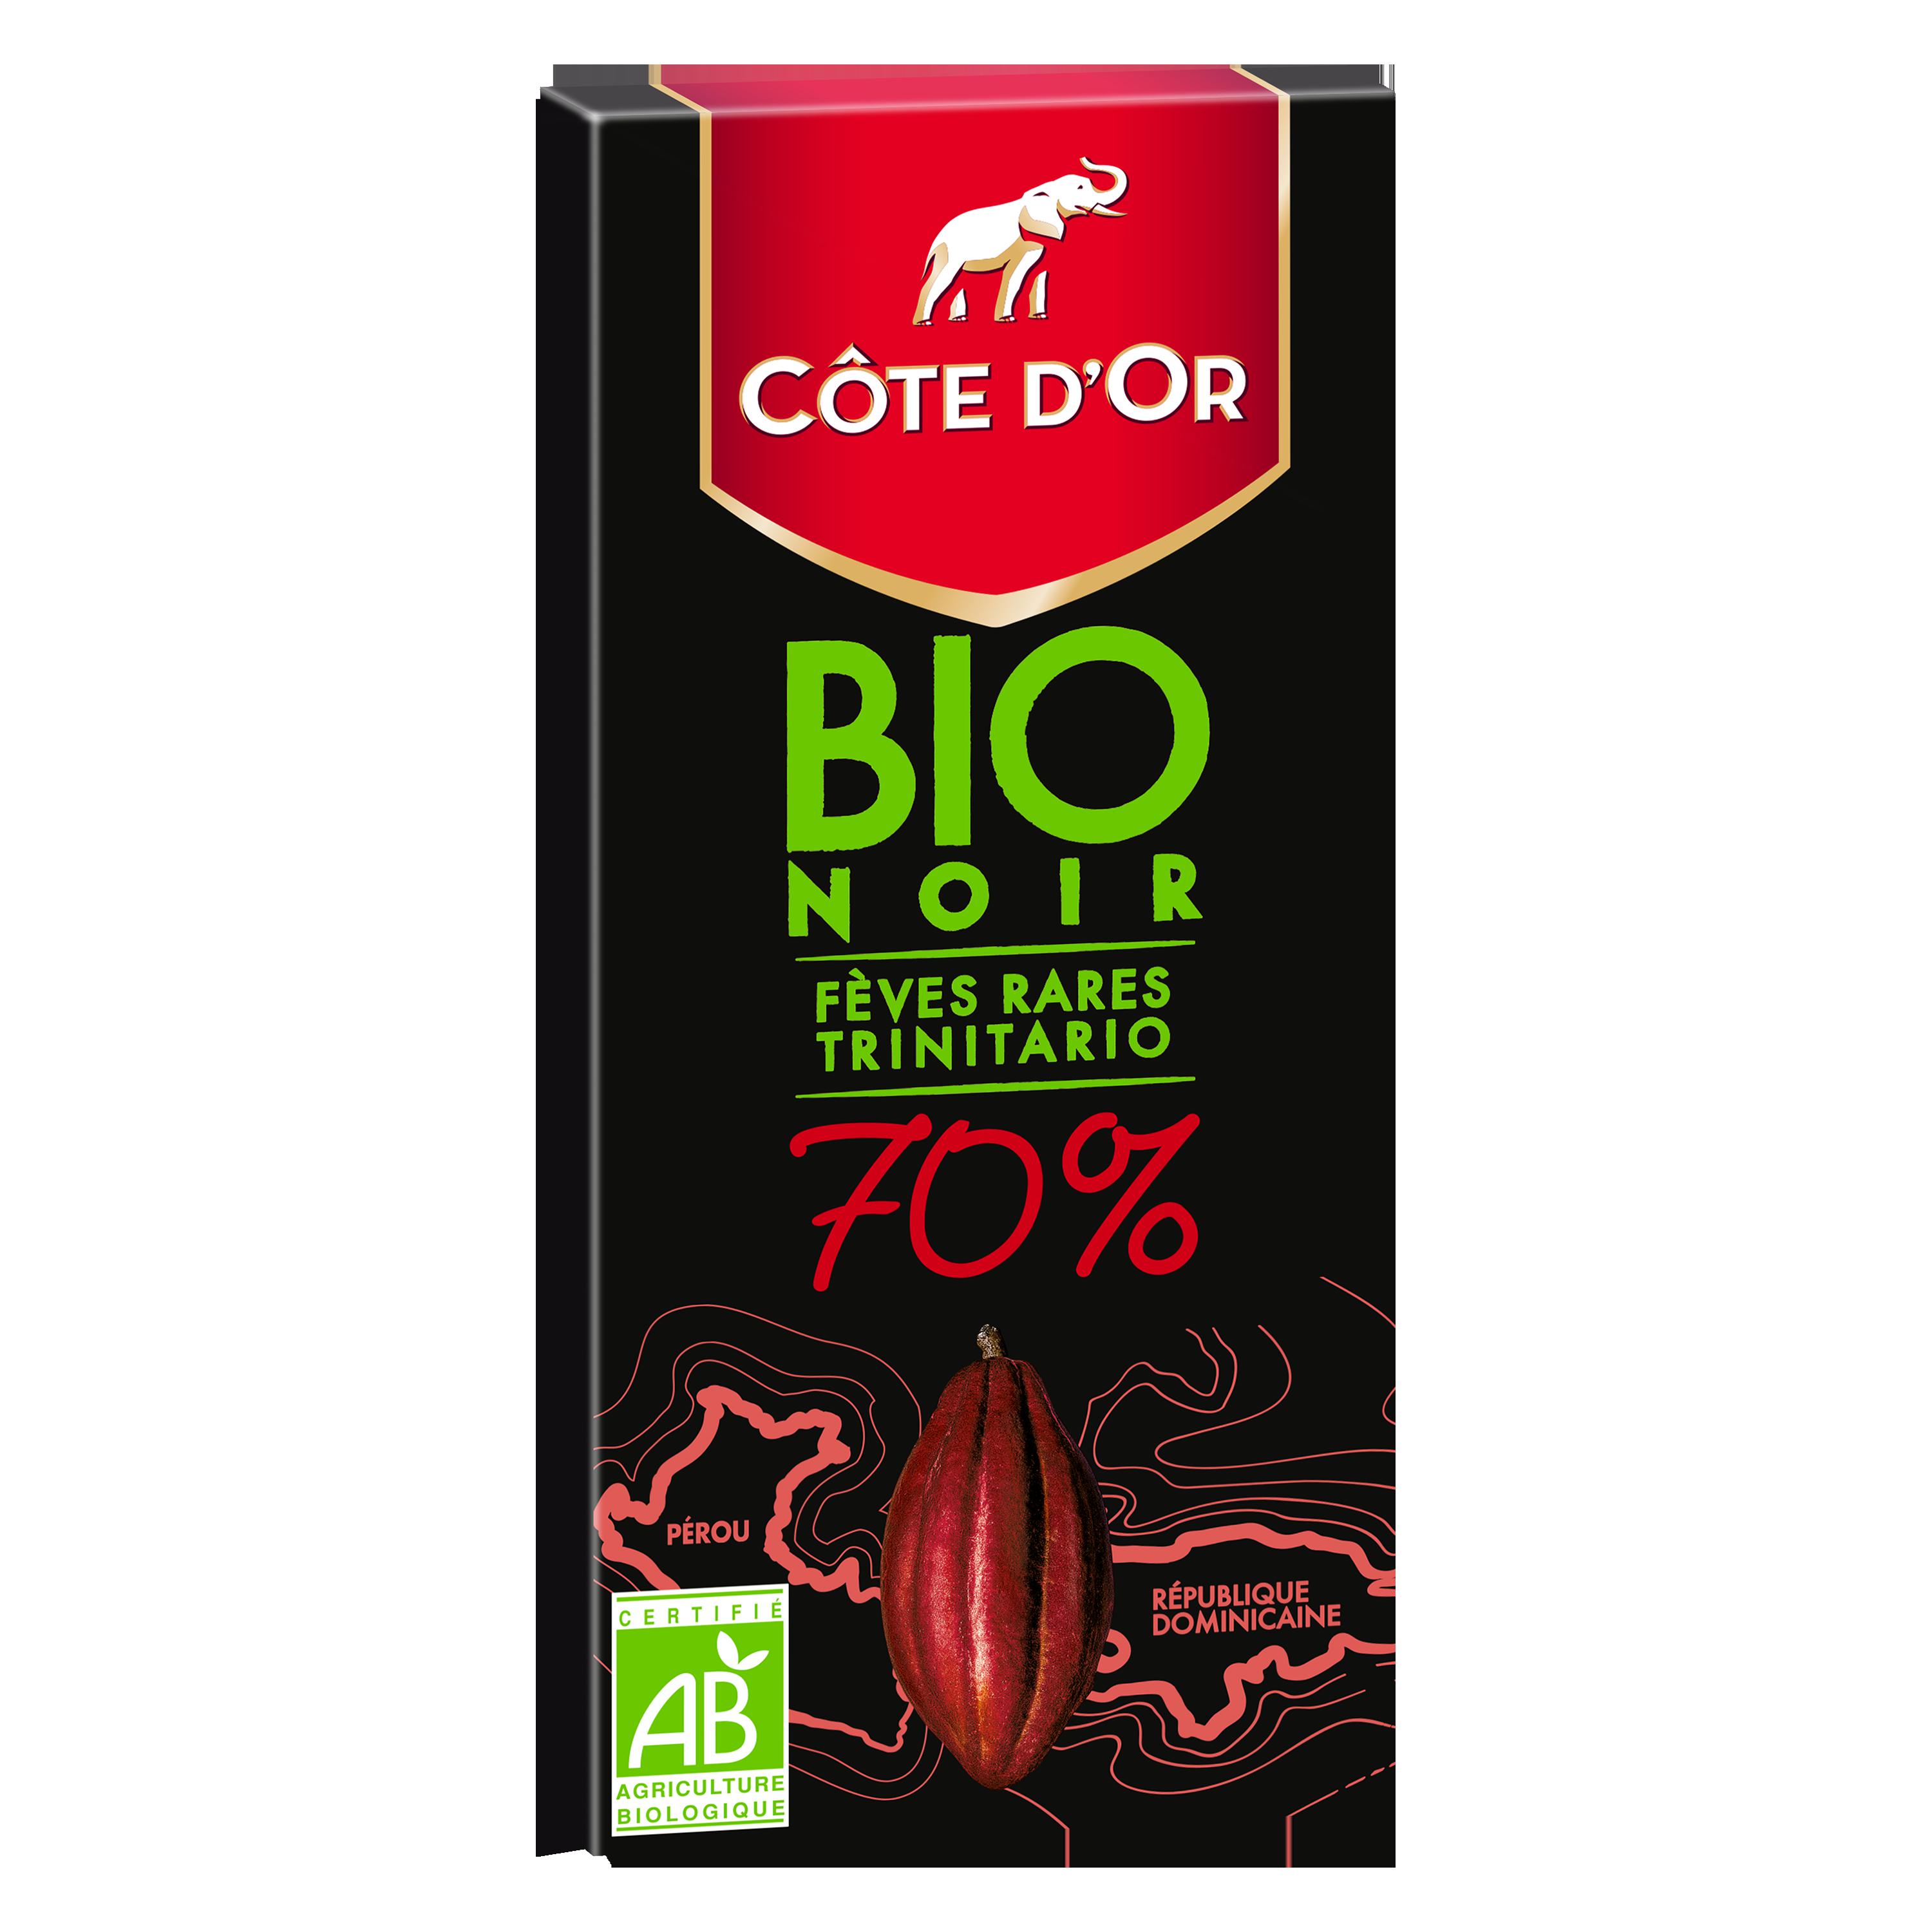 CÔTE D'OR
BIO
NOIR
FÈVES RARES
TRINITARIO
70%
PÉROU
RÉPUBLIQUE
DOMINICAINE
CERTIFIÉ
AB
AGRICULTURE
BIOLOGIQUE